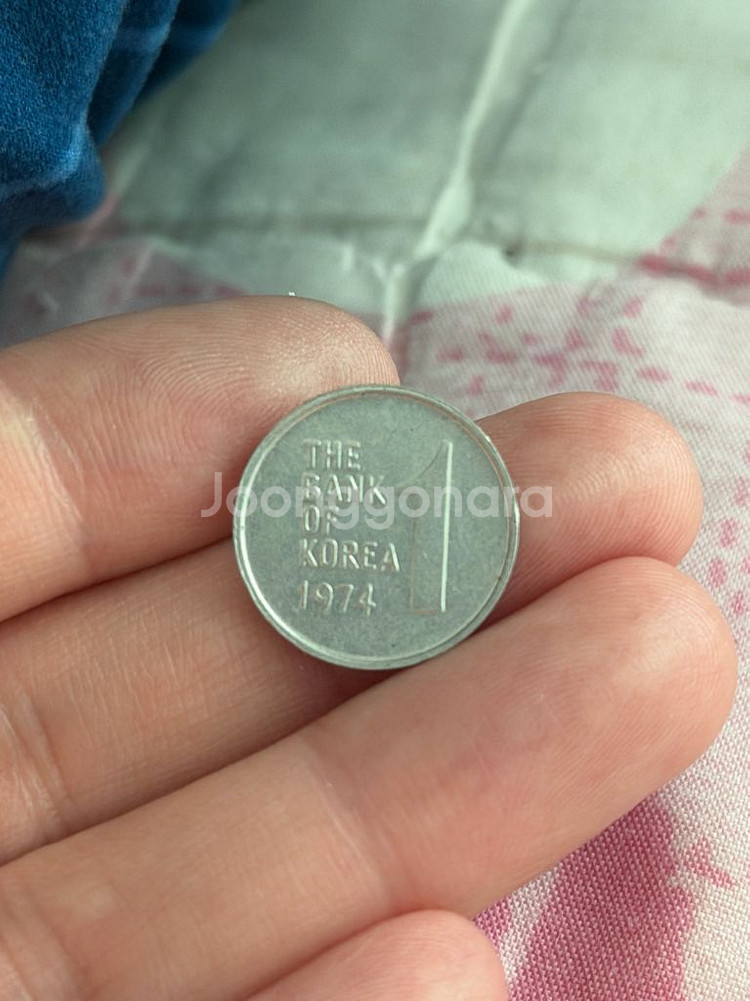 THE
BANK
OF
KOREA
1974
1
Joonggonara